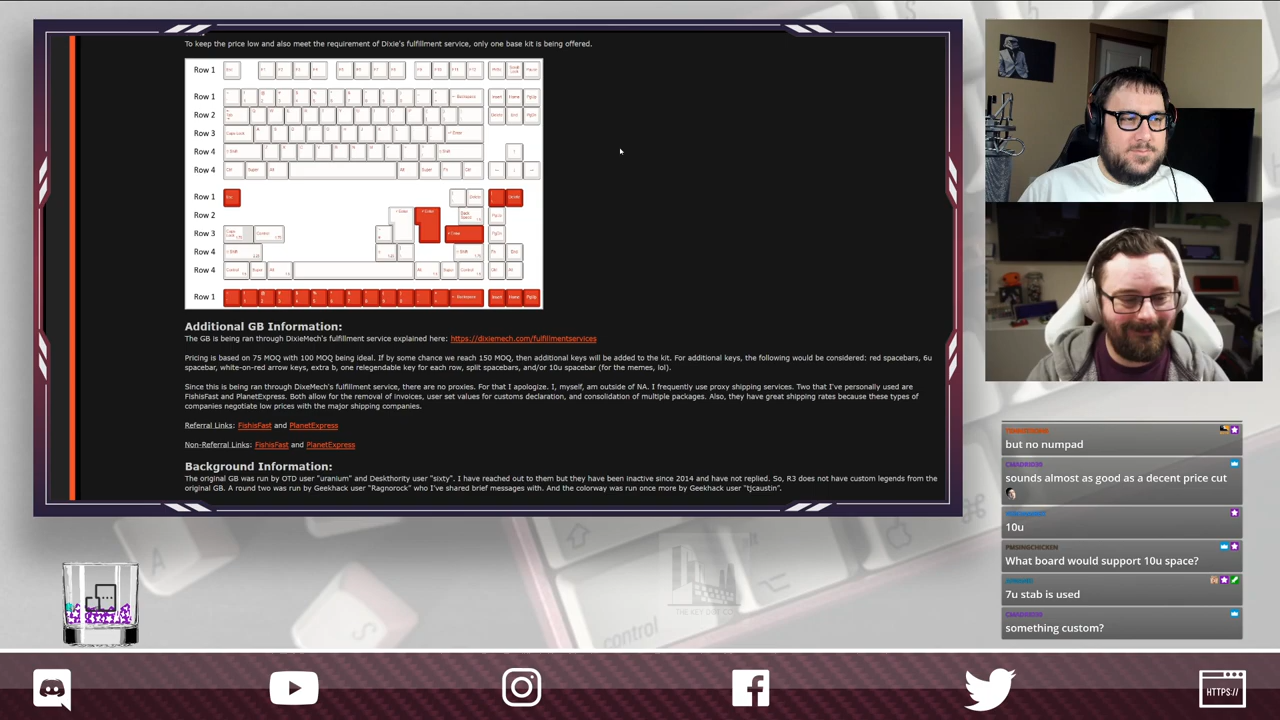 To keep the price low and also meet the requirement of Dixie's fulfillment service, only one base kit is being offered.
Row 1
Row 1
Row 2
Row 3
Row 4
Row 4
Row 1
Row 2
Row 3
Row 4
Row 4
Row 1
Additional GB Information:
The GB is being ran through DixieMech's fulfillment service explained here: https://dixiemech.com/fulfillmentservices
Pricing is based on 75 MOQ with 100 MOQ being ideal. If by some chance we reach 150 MOQ, then additional keys will be added to the kit. For additional keys, the following would be considered: red spacebars, 6u
spacebar, white-on-red arrow keys, extra b, one relegendable key for each row, split spacebars, and/or 10u spacebar (for the memes, lol).
Since this is being ran through DixeMech's fulfillment service, there are no proxies. For that I apologize. I, myself, am outside of NA. I frequently use proxy shipping services. Two that I've personally used are
FishisFast and PlanetExpress. Both allow for the removal of invoices, user set values for customs declaration, and consolidation of multiple packages. Also, they have great shipping rates because these types of
companies negotiate low prices with the major shipping companies.
Referral Links: FishisFast and PlanetExpress
Non-Referral Links: FishisFast and PlanetExpress
Background Information:
The original GB was run by OTD user "uranium" and Deskthority user "sixty". I have reached out to them but they have been inactive since 2014 and have not replied. So, R3 does not have custom legends from the
original GB. A round two was run by Geekhack user "Ragnorock" who I've shared brief messages with. And the colorway was run once more by Geekhack user "tjcaustin".
but no numpad
sounds almost as good as a decent price cut
10u
PMSINGCHICKEN
What board would support 10u space?
7u stab is used
something custom?
THE KEY DOT CO
control
HTTPS://